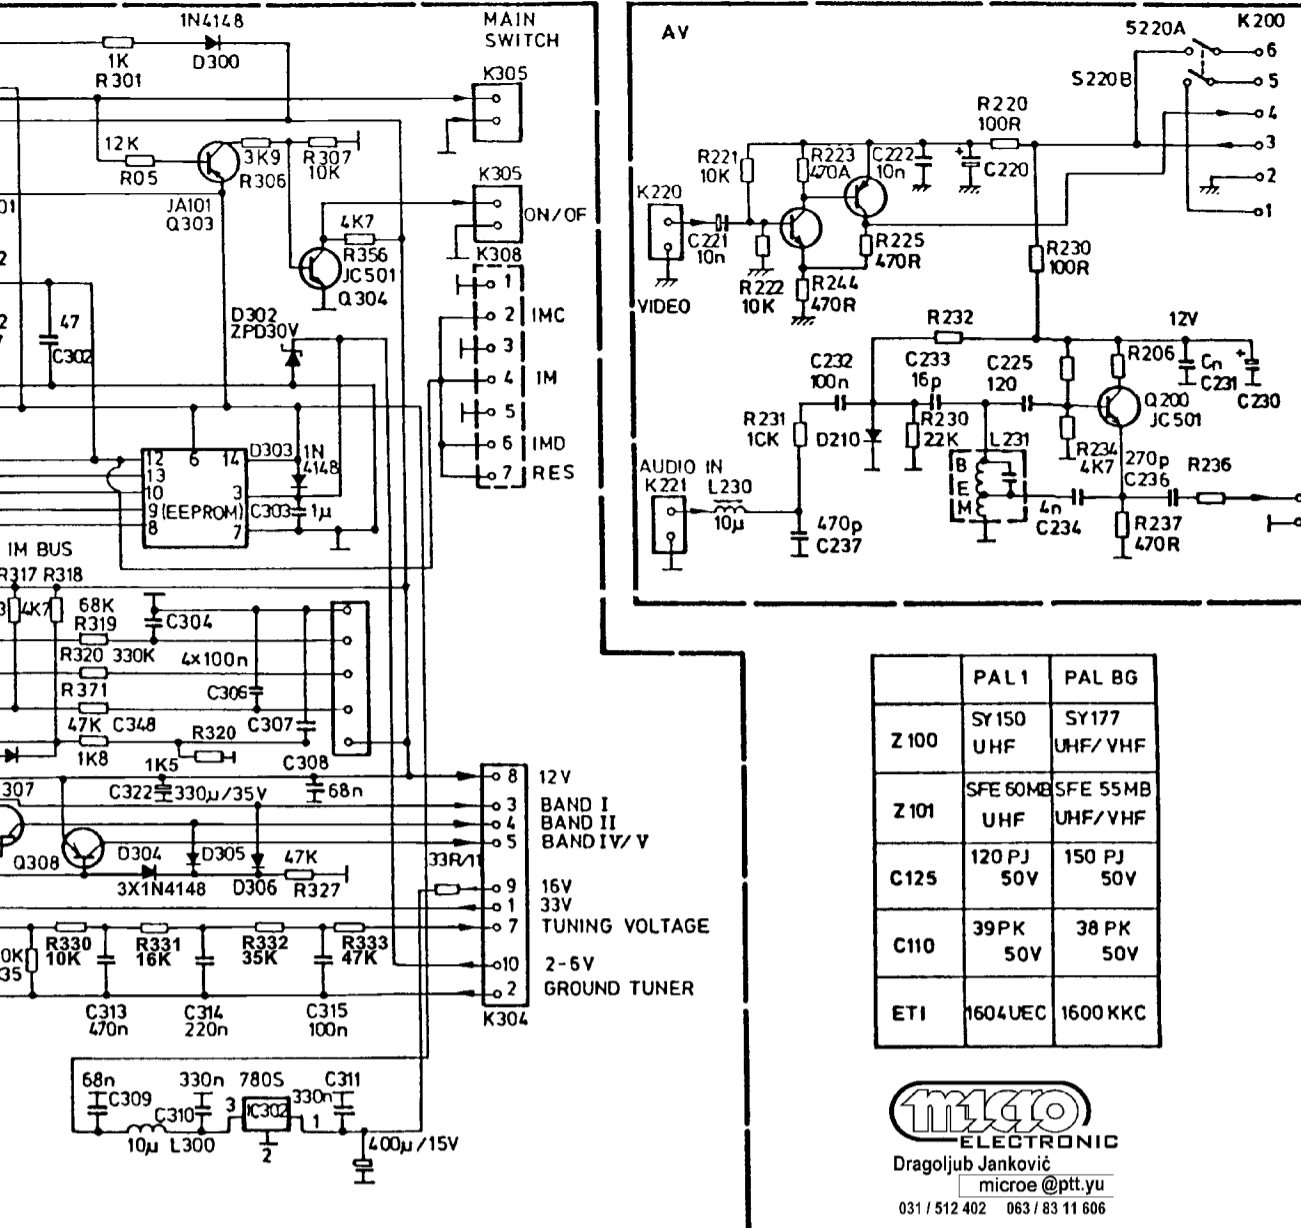 1N4148
1K
R301
D300
MAIN
SWITCH
K305
12K
R05
3K9
R306
R307
10K
JA101
Q303
K305
ON/OF
4K7
R356
JC501
Q304
K308
1
2 IMC
3
4 IM
5
6 IMD
7 RES
D302
ZPD30V
47
C302
12 6 14
13
10 3
9 (EEPROM)
8 7
D303
1N
4148
C303
1µ
IM BUS
R317 R318
4K7
68K
R319
C304
R320 330K
4x100n
R371
C306
47K C348
C307
R320
1K8
1K5
C308
307
C322 330µ/35V
68n
8 12V
3 BAND I
4 BAND II
5 BAND IV/V
Q308
D304
D305
47K
33R/11
3X1N4148
D306
R327
9 16V
1 33V
7 TUNING VOLTAGE
10 2-6V
2 GROUND TUNER
K304
R330
10K
R331
16K
R332
35K
R333
47K
0K
35
C313
470n
C314
220n
C315
100n
68n
C309
330n
C310
780S
IC302
3
1
2
330n
C311
10µ L300
400µ/15V
AV
S220A
K200
S220B
6
5
4
3
2
1
R220
100R
R221
10K
R223
470A
C222
10n
C220
K220
C221
10n
R225
470R
R230
100R
R222
10K
R244
470R
VIDEO
R232
12V
C232
100n
C233
16p
C225
120
R206
Cn
C231
C230
Q200
JC501
R231
1CK
D210
R230
22K
L231
R234
4K7
B
E
M
270p
C236
R236
AUDIO IN
K221
L230
10µ
470p
C237
4n
C234
R237
470R
PAL1 PAL BG
Z100 SY150 UHF SY177 UHF/VHF
Z101 SFE 60MB UHF SFE 55MB UHF/VHF
C125 120 PJ 50V 150 PJ 50V
C110 39PK 50V 38 PK 50V
ETI 1604UEC 1600 KKC
micro
ELECTRONIC
Dragoljub Janković
microe @ptt.yu
031 / 512 402 063 / 83 11 606